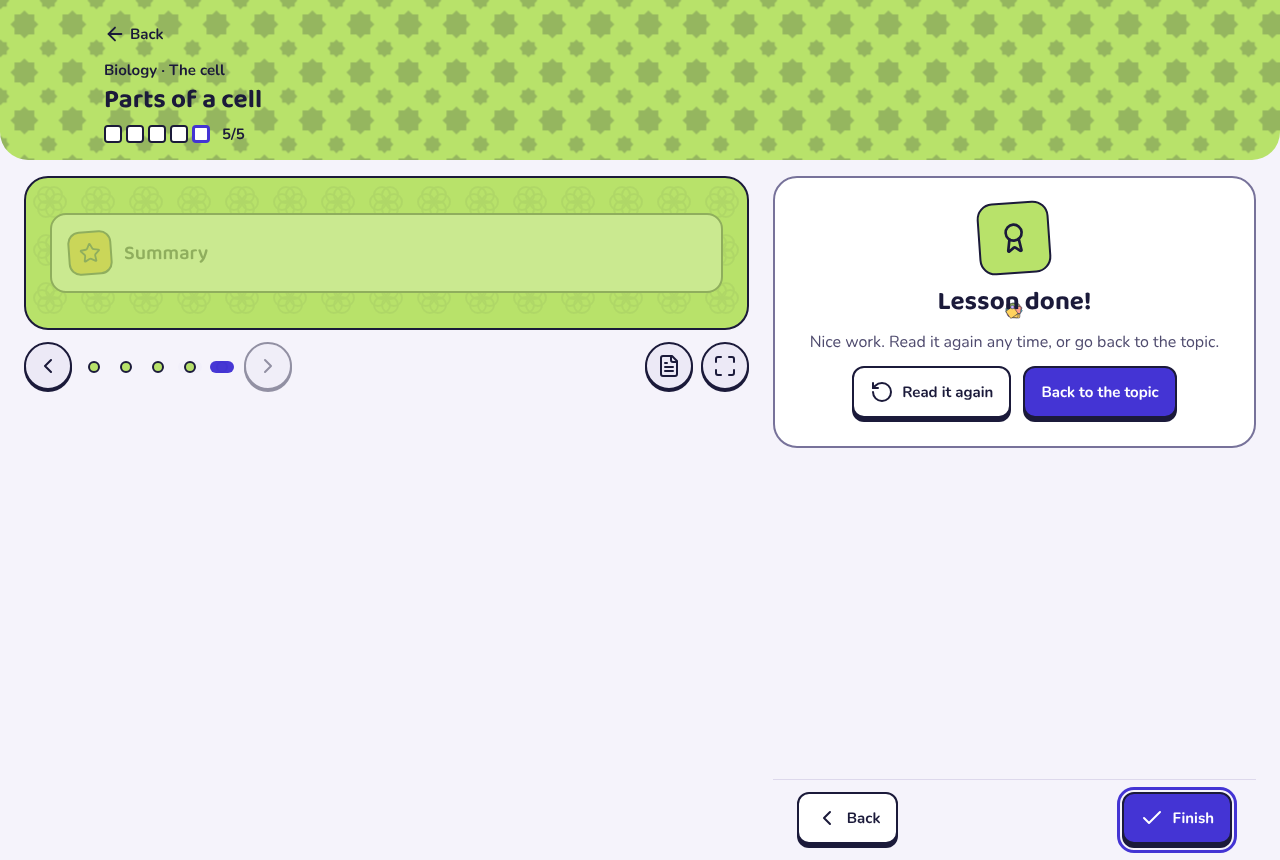 Back
Biology · The cell
Parts of a cell
5/5
Summary
Lesson done!
Nice work. Read it again any time, or go back to the topic.
Read it again
Back to the topic
Back
Finish